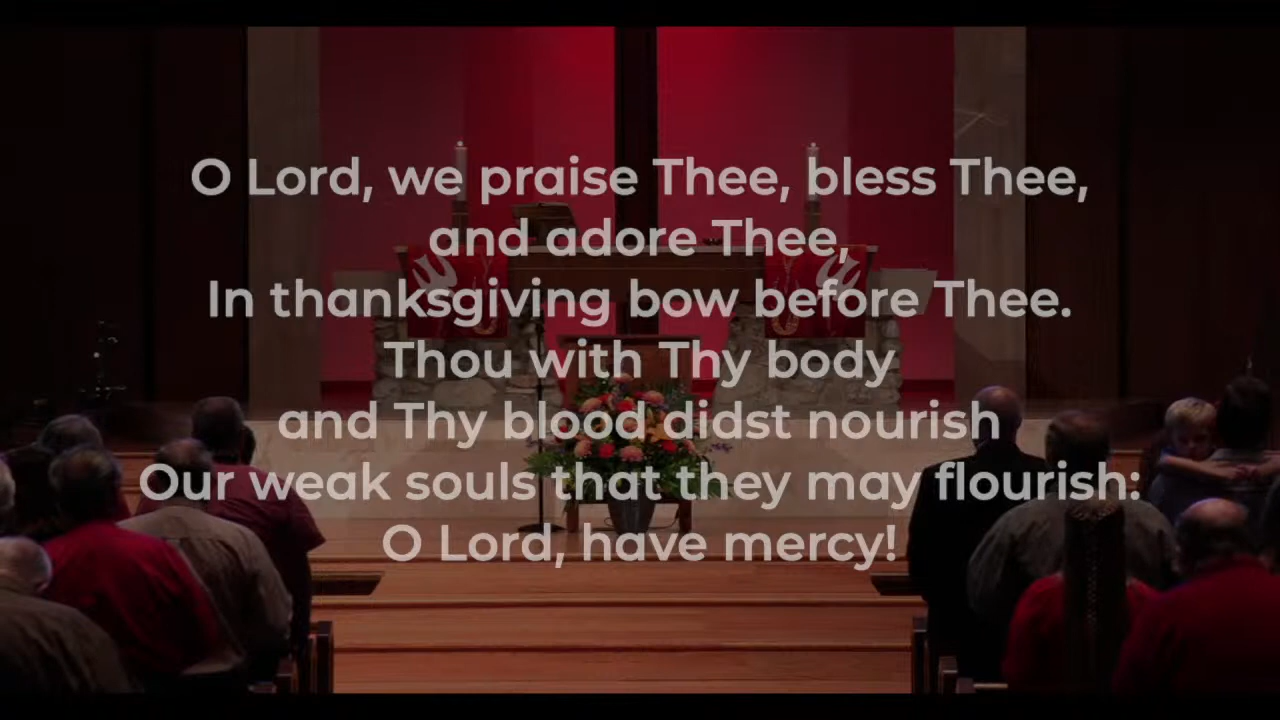 O Lord, we praise Thee, bless Thee,
and adore Thee,
In thanksgiving bow before Thee.
Thou with Thy body
and Thy blood didst nourish
Our weak souls that they may flourish:
O Lord, have mercy!